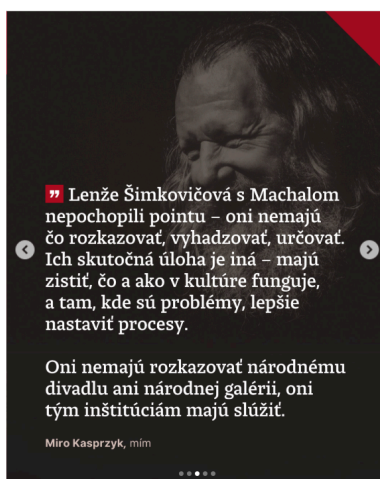 Lenže Šimkovičová s Machalom
nepochopili pointu – oni nemajú
čo rozkazovať, vyhadzovať, určovať.
Ich skutočná úloha je iná – majú
zistiť, čo a ako v kultúre funguje,
a tam, kde sú problémy, lepšie
nastaviť procesy.
Oni nemajú rozkazovať národnému
divadlu ani národnej galérii, oni
tým inštitúciám majú slúžiť.
Miro Kasprzyk, mím